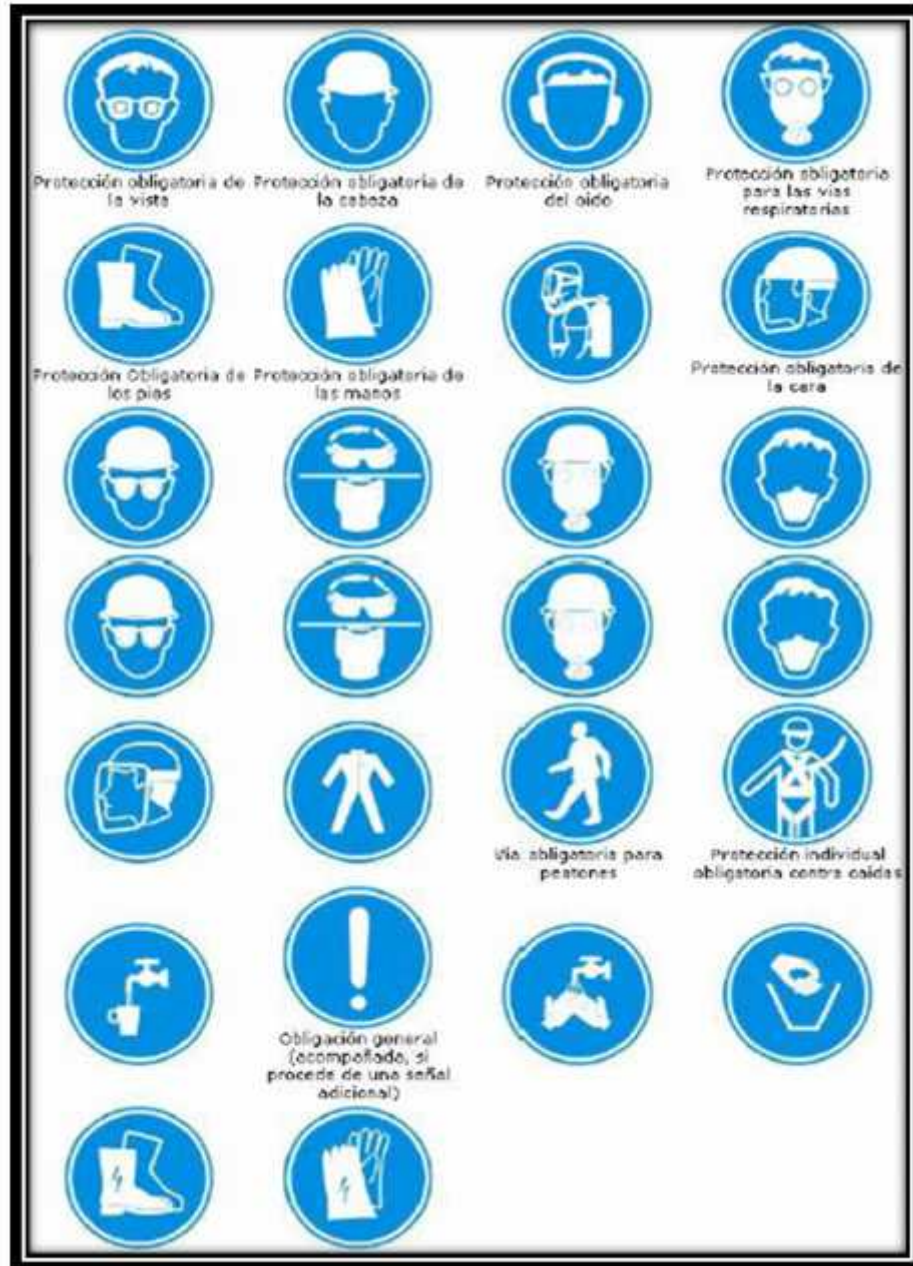 Protección obligatoria de
la vista
Protección obligatoria de
la cabeza
Protección obligatoria
del oído
Protección obligatoria
para las vías
respiratorias
Protección Obligatoria de
los pies
Protección obligatoria de
las manos
Protección obligatoria de
la cara
Vía obligatoria para
peatones
Protección individual
obligatoria contra caídas
Obligación general
(acompañada, si
procede de una señal
adicional)